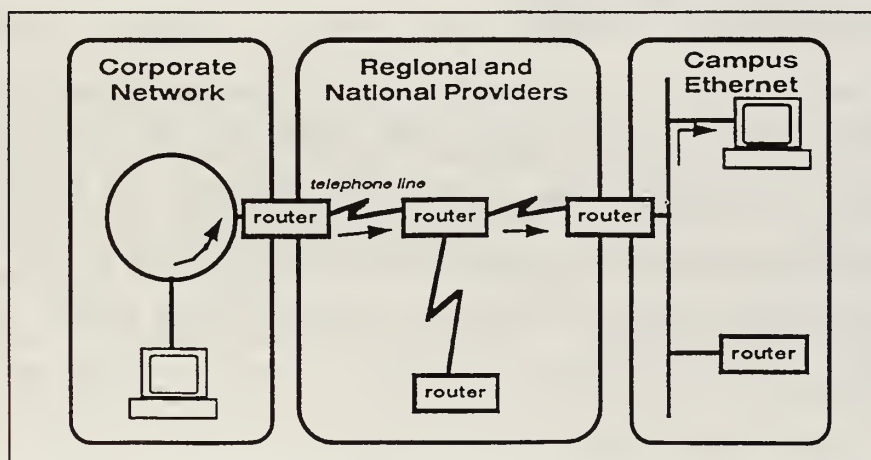 Corporate
Network
Regional and
National Providers
Campus
Ethernet
telephone line
router
router
router
router
router